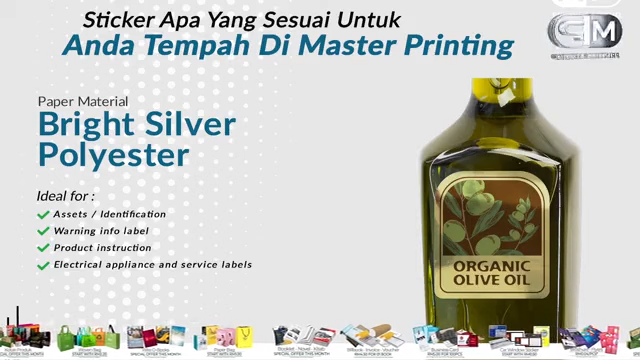 Sticker Apa Yang Sesuai Untuk
Anda Tempah Di Master Printing
Paper Material
Bright Silver
Polyester
Ideal for :
Assets / Identification
Warning info label
Product instruction
Electrical appliance and service labels
ORGANIC
OLIVE OIL